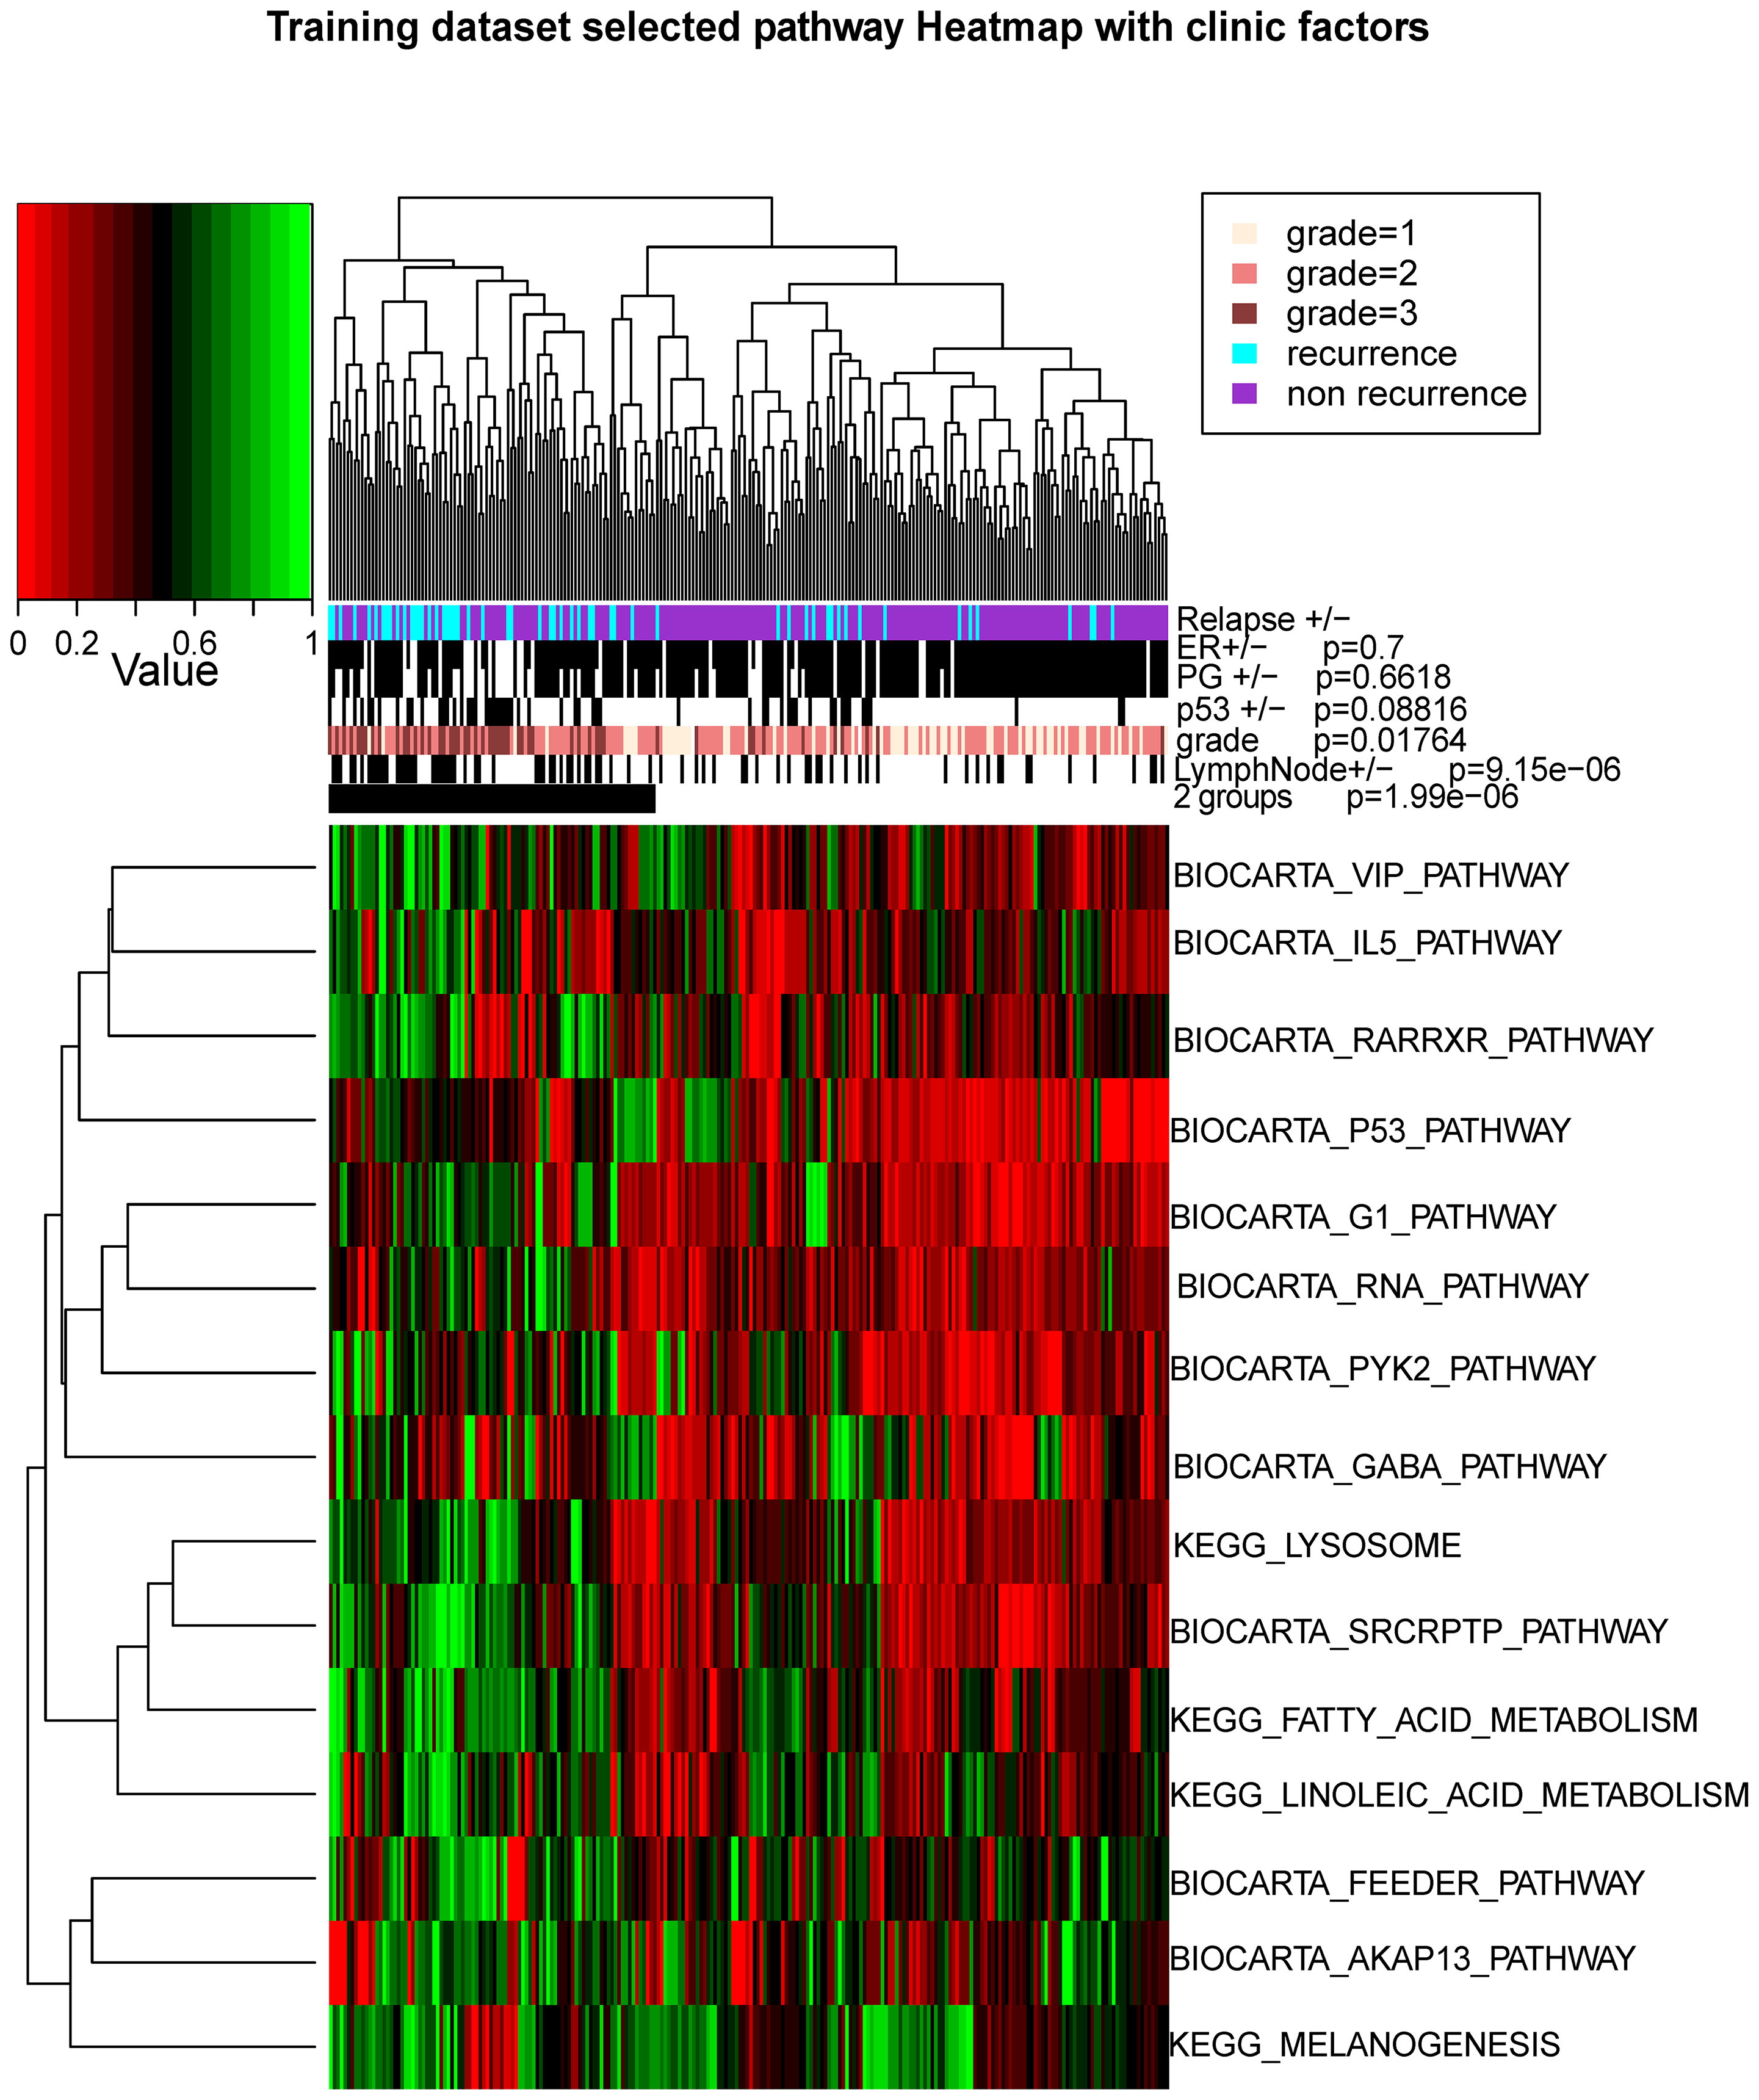 Training dataset selected pathway Heatmap with clinic factors
grade=1
grade=2
grade=3
recurrence
non recurrence
0 0.2 0.6 1
Value
Relapse +/−
ER+/− p=0.7
PG +/− p=0.6618
p53 +/− p=0.08816
grade p=0.01764
LymphNode+/− p=9.15e−06
2 groups p=1.99e−06
BIOCARTA_VIP_PATHWAY
BIOCARTA_IL5_PATHWAY
BIOCARTA_RARRXR_PATHWAY
BIOCARTA_P53_PATHWAY
BIOCARTA_G1_PATHWAY
BIOCARTA_RNA_PATHWAY
BIOCARTA_PYK2_PATHWAY
BIOCARTA_GABA_PATHWAY
KEGG_LYSOSOME
BIOCARTA_SRCRPTP_PATHWAY
KEGG_FATTY_ACID_METABOLISM
KEGG_LINOLEIC_ACID_METABOLISM
BIOCARTA_FEEDER_PATHWAY
BIOCARTA_AKAP13_PATHWAY
KEGG_MELANOGENESIS